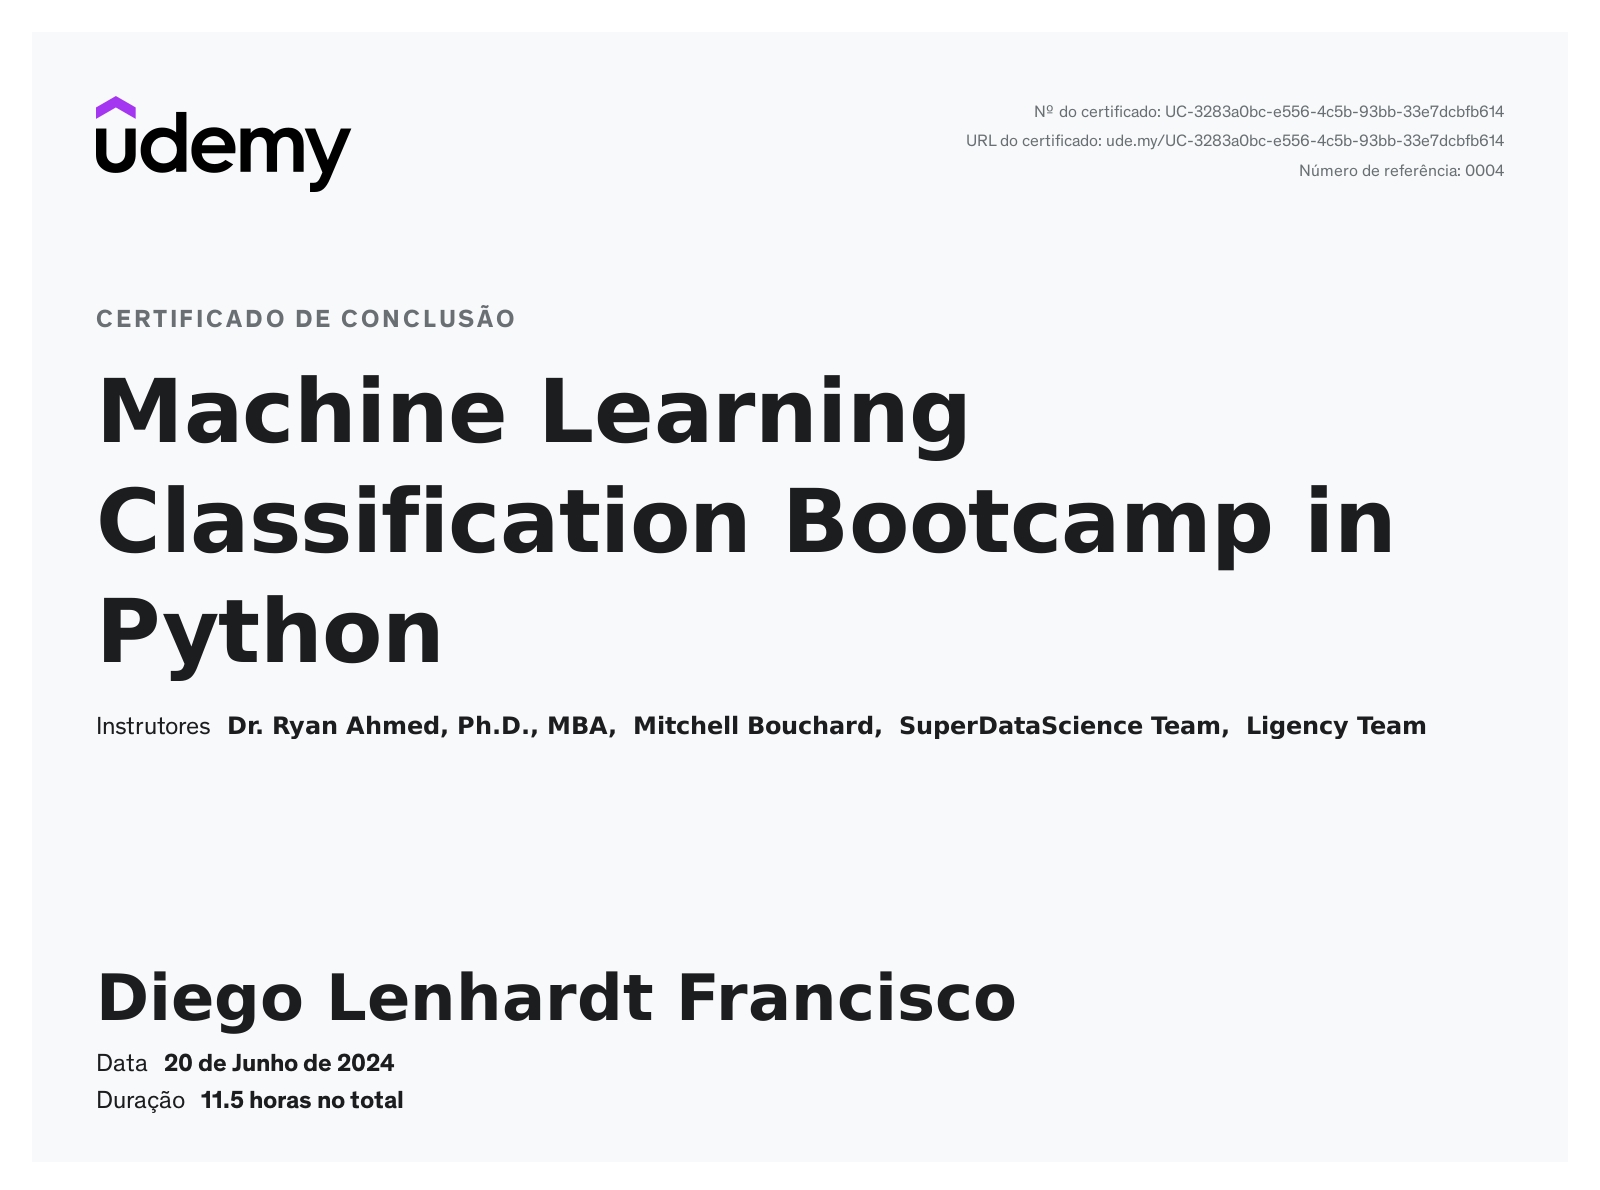 udemy
Nº do certificado: UC-3283a0bc-e556-4c5b-93bb-33e7dcbfb614
URL do certificado: ude.my/UC-3283a0bc-e556-4c5b-93bb-33e7dcbfb614
Número de referência: 0004
CERTIFICADO DE CONCLUSÃO
Machine Learning
Classification Bootcamp in
Python
Instrutores Dr. Ryan Ahmed, Ph.D., MBA, Mitchell Bouchard, SuperDataScience Team, Ligency Team
Diego Lenhardt Francisco
Data 20 de Junho de 2024
Duração 11.5 horas no total